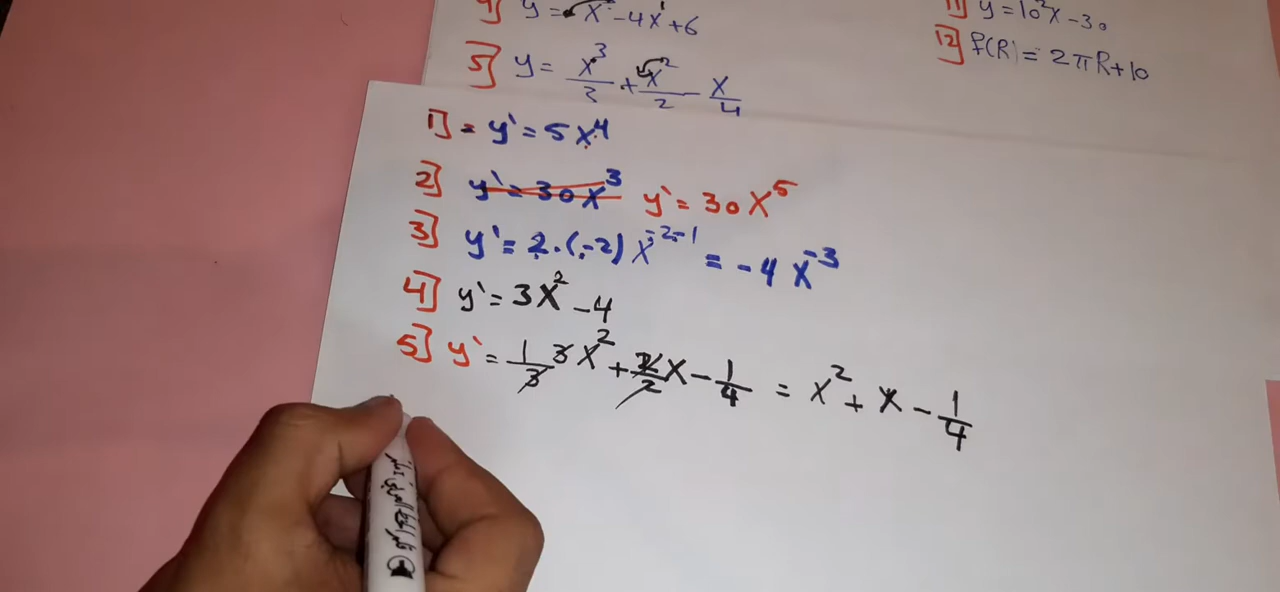 4] y = x³ - 4x + 6
5] y = x³/3 + x²/2 - x/4
11] y = 10²x - 30
12] f(R) = 2πR + 10
1] = y` = 5x⁴
2] y` = 30x³ y` = 30x⁵
3] y` = 2·(-2) x⁻²⁻¹ = -4x⁻³
4] y` = 3x² - 4
5] y` = 1/3 3x² + 2/2 x - 1/4 = x² + x - 1/4